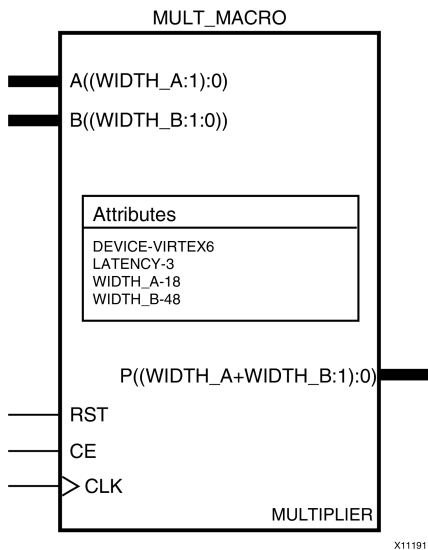 MULT_MACRO
A((WIDTH_A:1):0)
B((WIDTH_B:1:0))
Attributes
DEVICE-VIRTEX6
LATENCY-3
WIDTH_A-18
WIDTH_B-48
P((WIDTH_A+WIDTH_B:1):0)
RST
CE
CLK
MULTIPLIER
X11191